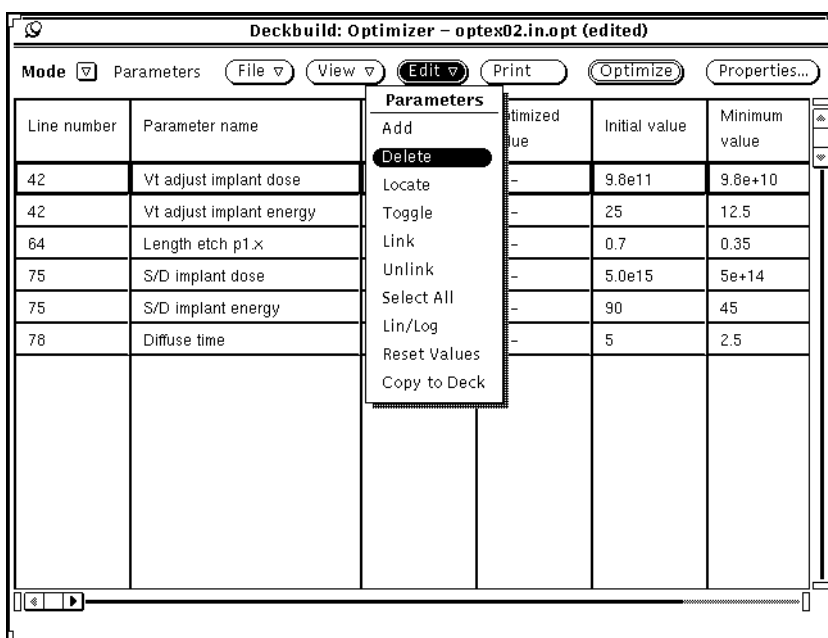 Deckbuild: Optimizer – optex02.in.opt (edited)
Mode Parameters File View Edit Print Optimize Properties...
Parameters
Add
Delete
Locate
Toggle
Link
Unlink
Select All
Lin/Log
Reset Values
Copy to Deck
Line number Parameter name timized lue Initial value Minimum value
42 Vt adjust implant dose – 9.8e11 9.8e+10
42 Vt adjust implant energy – 25 12.5
64 Length etch p1.x – 0.7 0.35
75 S/D implant dose – 5.0e15 5e+14
75 S/D implant energy – 90 45
78 Diffuse time – 5 2.5